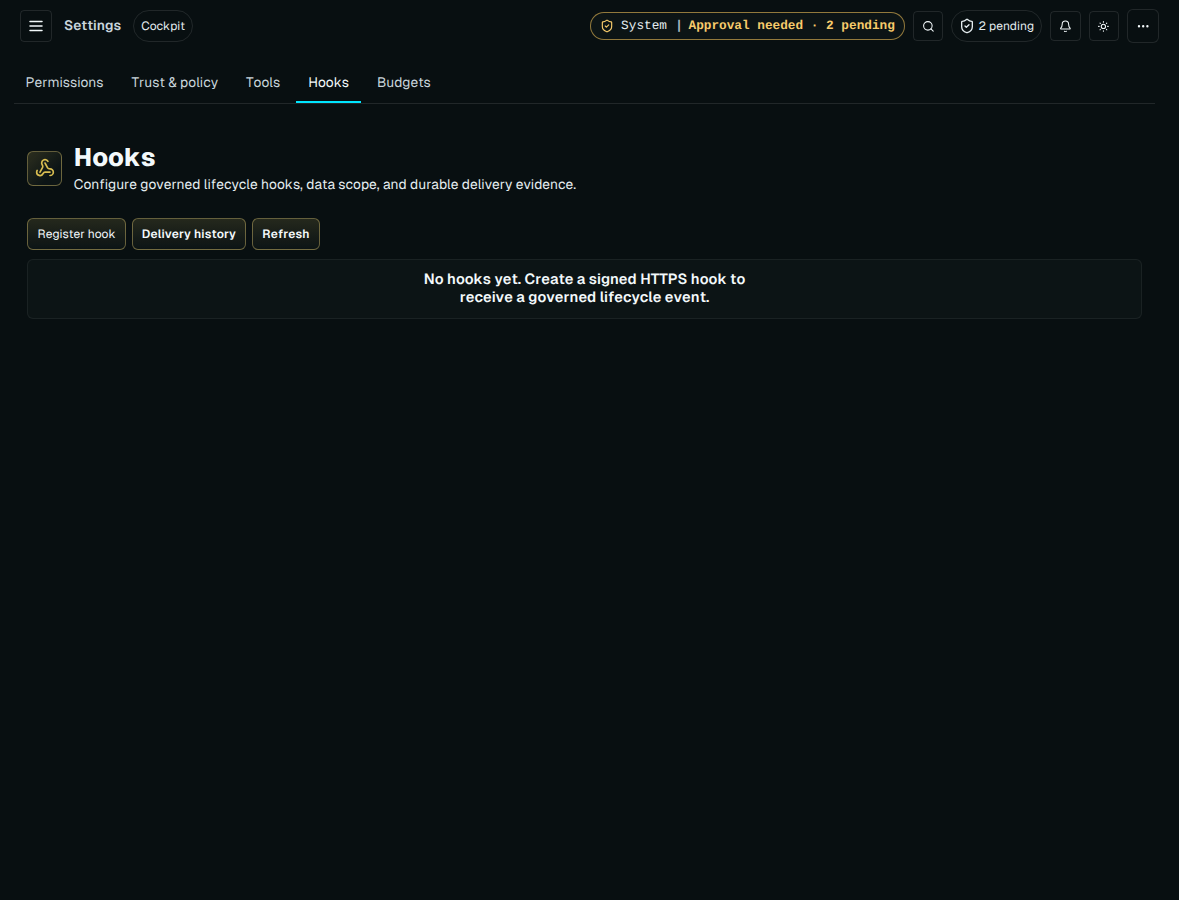 Settings
Cockpit
System | Approval needed · 2 pending
2 pending
Permissions
Trust & policy
Tools
Hooks
Budgets
Hooks
Configure governed lifecycle hooks, data scope, and durable delivery evidence.
Register hook
Delivery history
Refresh
No hooks yet. Create a signed HTTPS hook to
receive a governed lifecycle event.